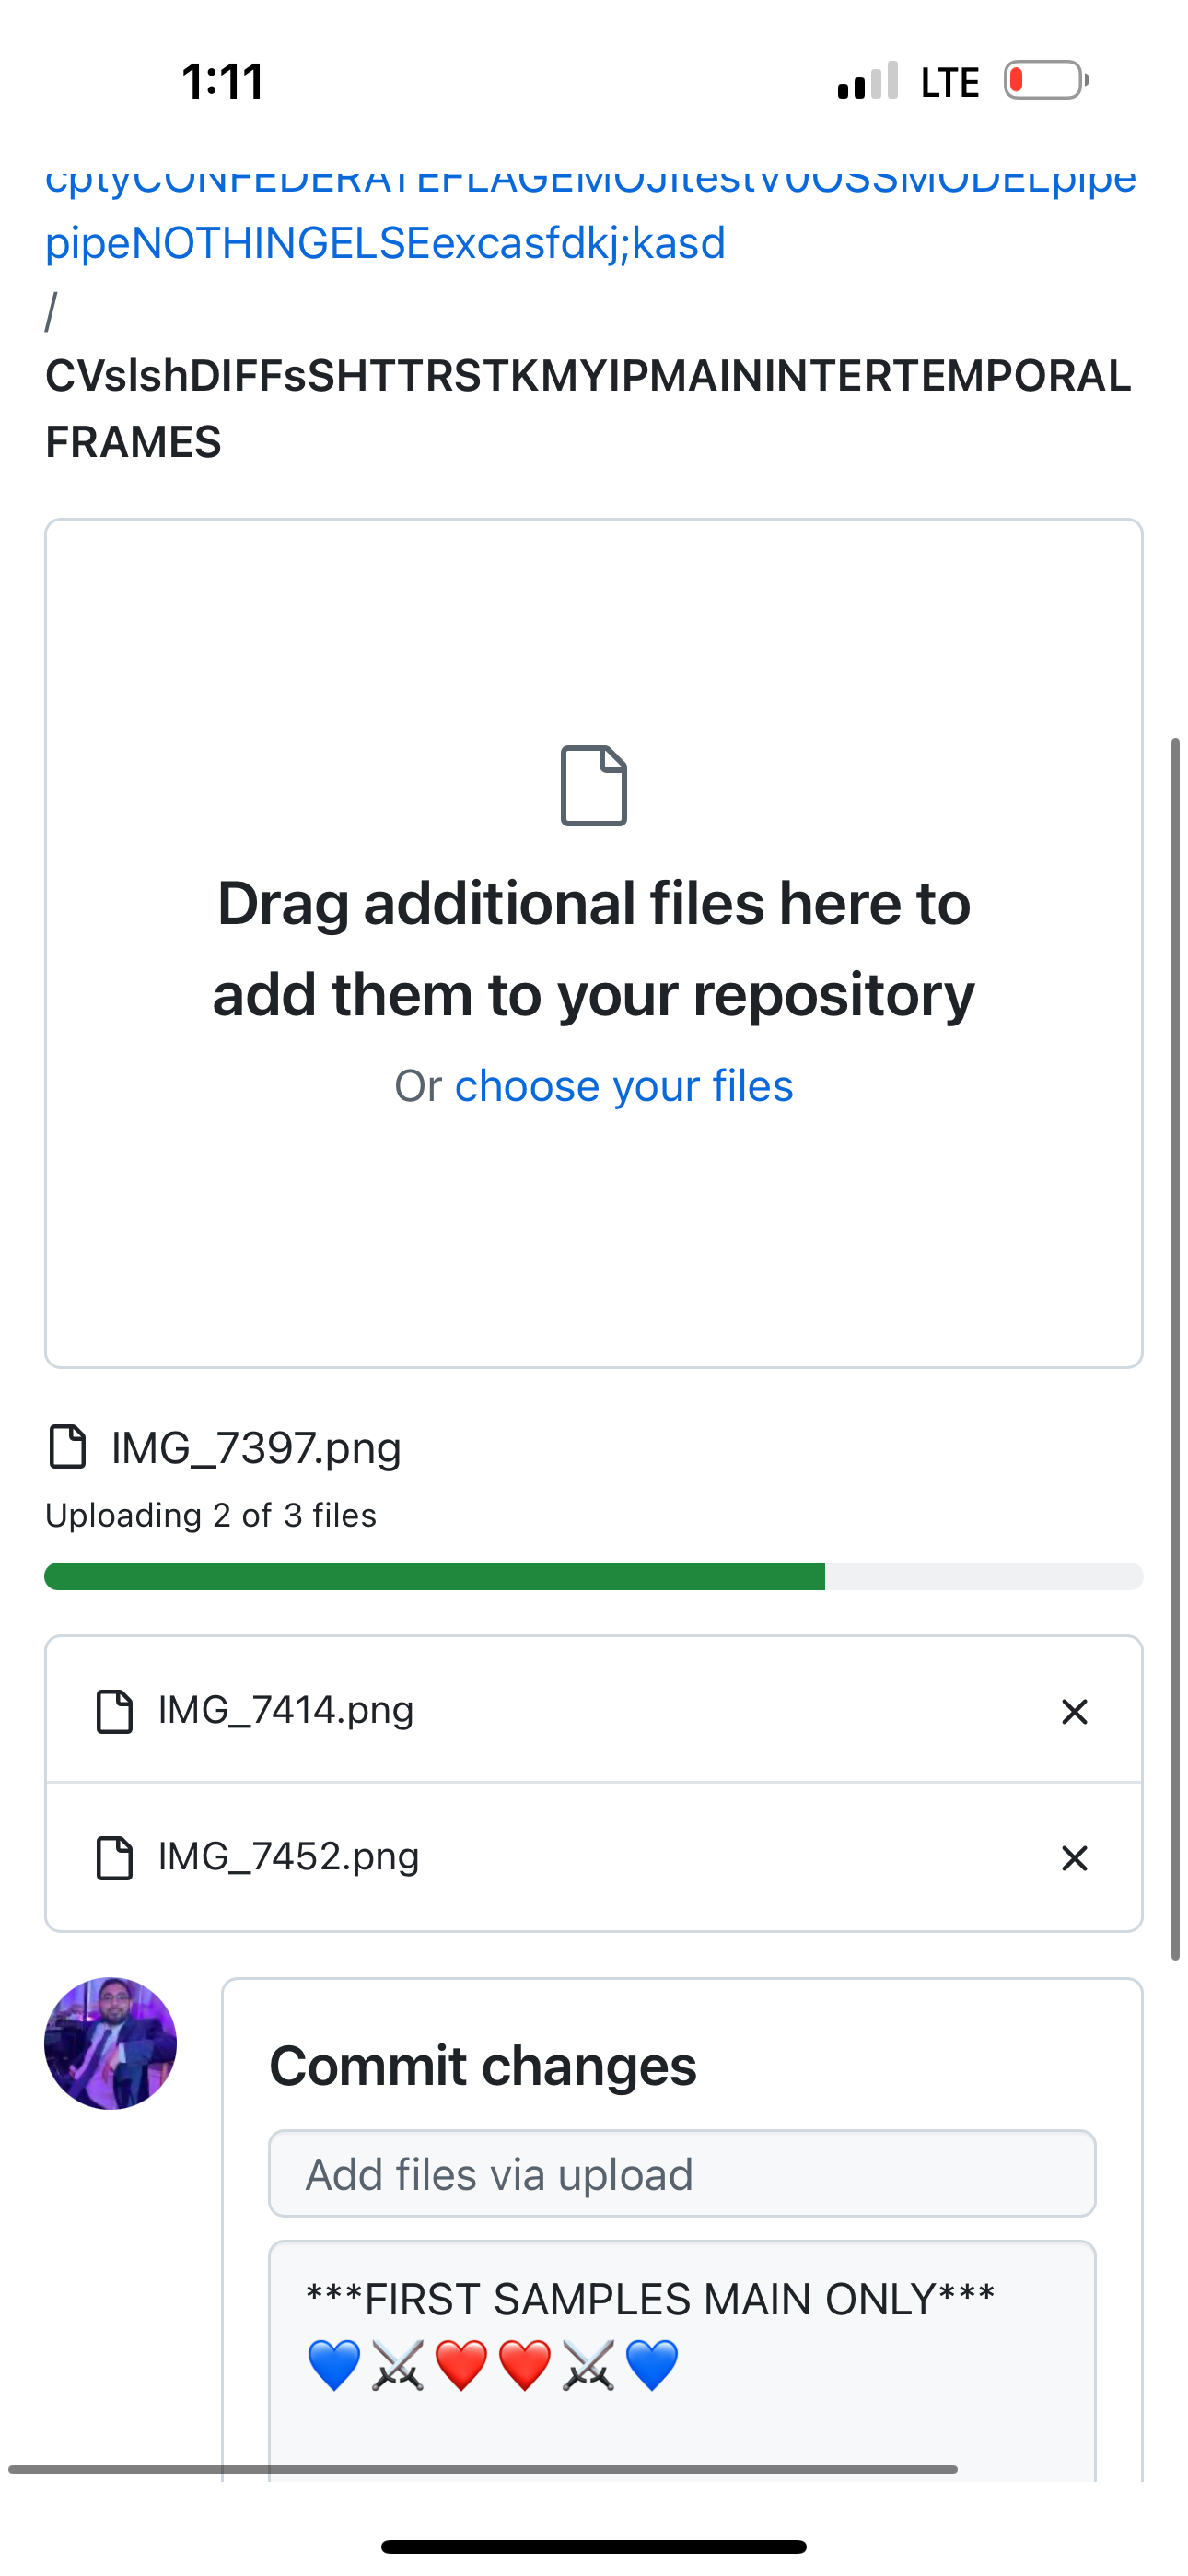 1:11 LTE
cptyCONFEDERATEFLAGEMOJItestV0OSSMODELpipe
pipeNOTHINGELSEexcasfdkj;kasd
/
CVslshDIFFsSHTTRSTKMYIPMAININTERTEMPORAL
FRAMES
Drag additional files here to
add them to your repository
Or choose your files
IMG_7397.png
Uploading 2 of 3 files
IMG_7414.png
IMG_7452.png
Commit changes
Add files via upload
***FIRST SAMPLES MAIN ONLY***
💙⚔️❤️❤️⚔️💙